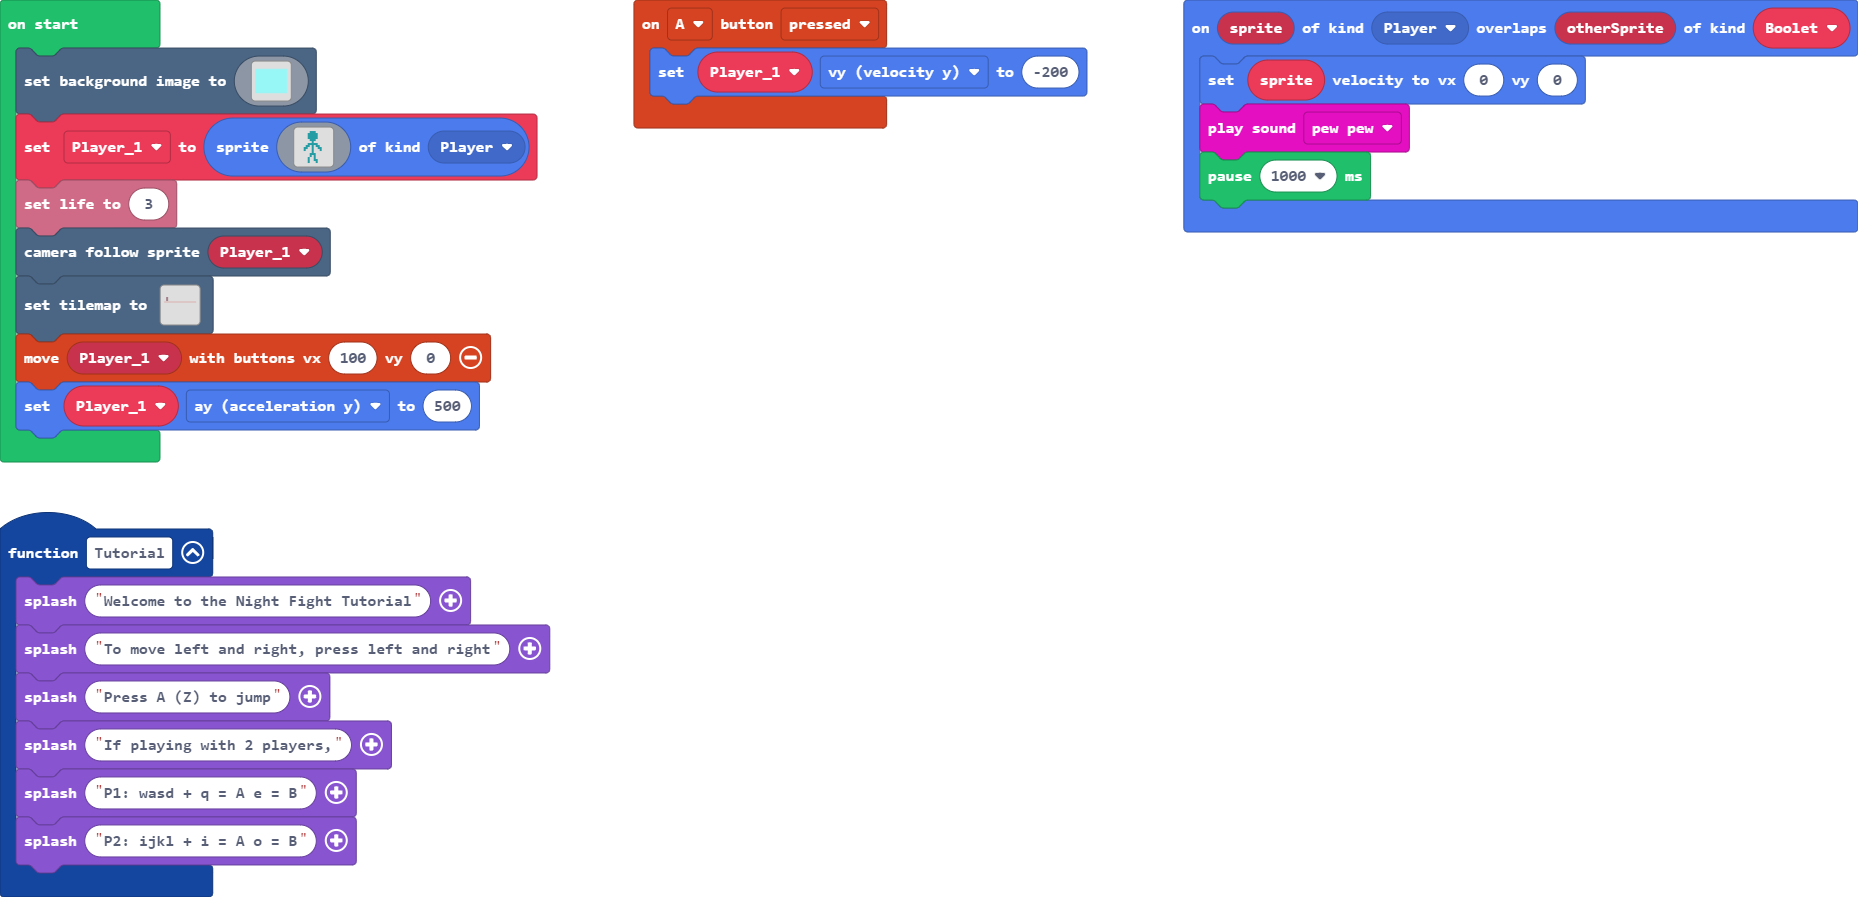 on start
set background image to
set Player_1 to sprite of kind Player
set life to 3
camera follow sprite Player_1
set tilemap to
move Player_1 with buttons vx 100 vy 0
set Player_1 ay (acceleration y) to 500
on A button pressed
set Player_1 vy (velocity y) to -200
on sprite of kind Player overlaps otherSprite of kind Boolet
set sprite velocity to vx 0 vy 0
play sound pew pew
pause 1000 ms
function Tutorial
splash "Welcome to the Night Fight Tutorial"
splash "To move left and right, press left and right"
splash "Press A (Z) to jump"
splash "If playing with 2 players,"
splash "P1: wasd + q = A e = B"
splash "P2: ijkl + i = A o = B"